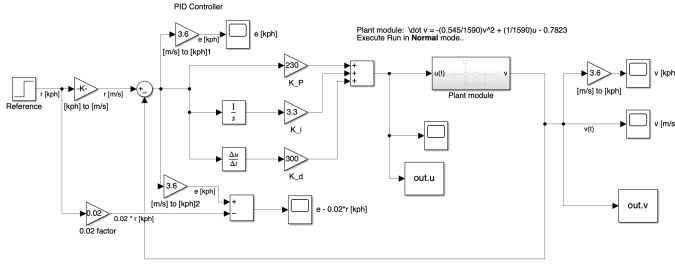 PID Controller
Plant module: \dot v = -(0.545/1590)v^2 + (1/1590)u - 0.7823
Execute Run in Normal mode..
3.6
e [kph]
e [kph]
[m/s] to [kph]1
Reference
r [kph]
-K-
[kph] to [m/s]
r [m/s]
+
−
230
K_P
1
s
3.3
K_i
Δu
Δt
300
K_d
+
+
+
u(t)
v
Plant module
out.u
3.6
[m/s] to [kph]
v [kph
v(t)
v [m/s
out.v
3.6
e [kph]
[m/s] to [kph]2
0.02
0.02 * r [kph]
0.02 factor
+
−
e - 0.02*r [kph]